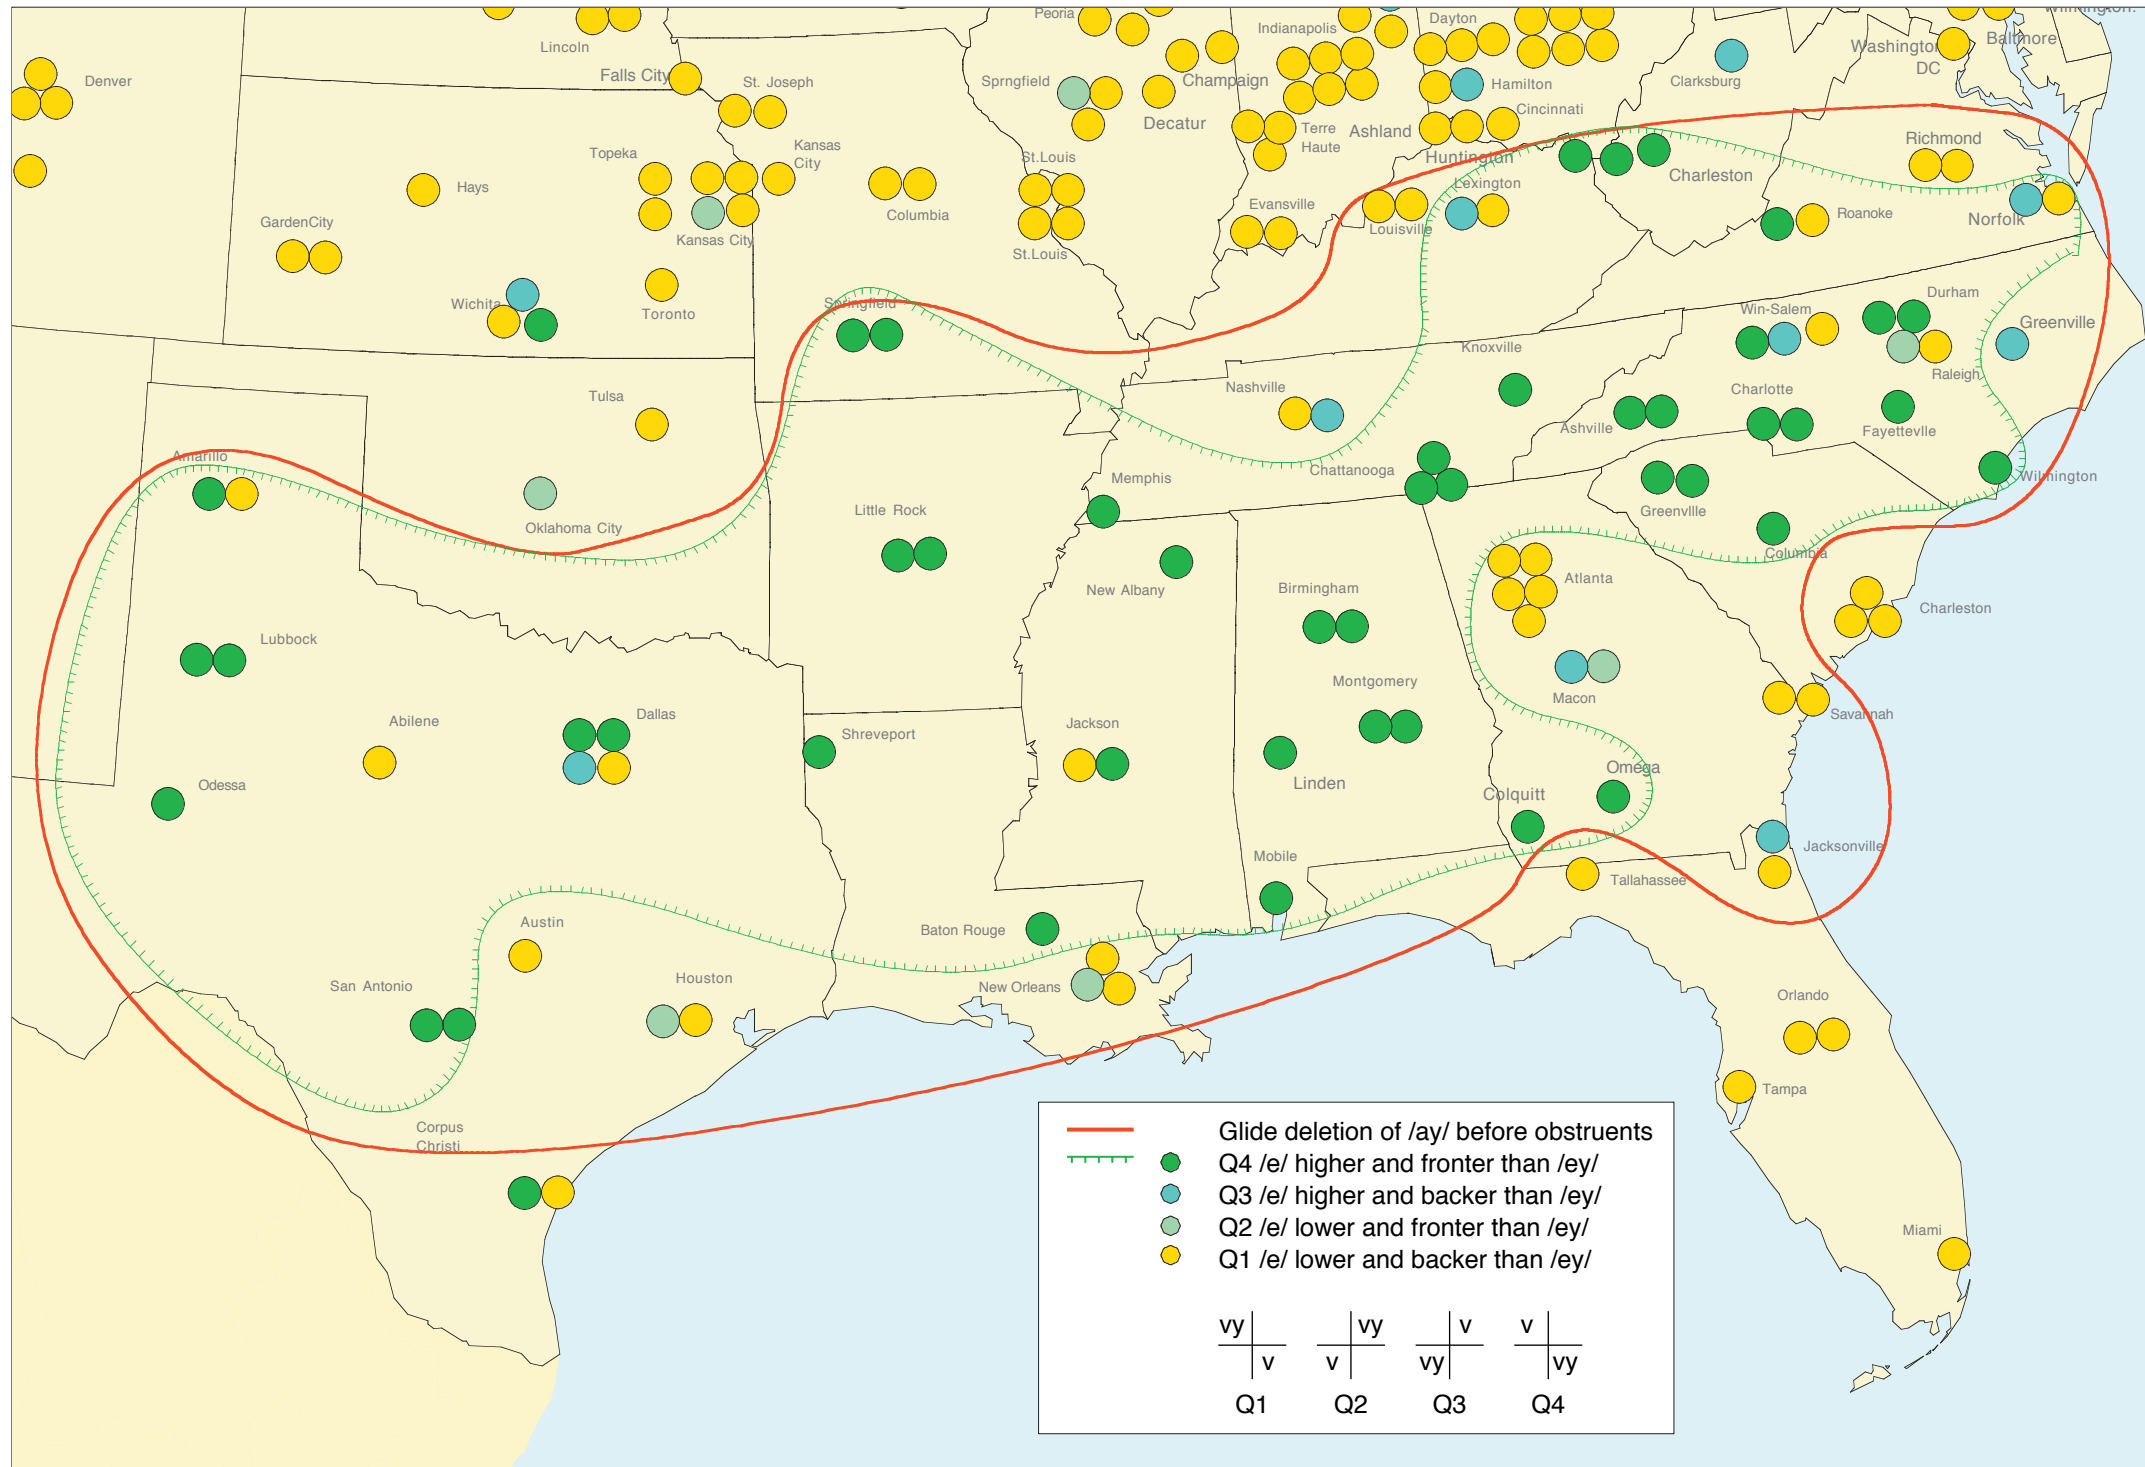 Peoria
Indianapolis
Dayton
Wilmington.
Lincoln
Falls City
St. Joseph
Denver
Sprngfield
Champaign
Hamilton
Clarksburg
Washington
DC
Baltimore
Decatur
Terre
Haute
Ashland
Cincinnati
Topeka
Kansas
City
St.Louis
Huntington
Charleston
Richmond
Hays
Columbia
Lexington
GardenCity
Evansville
Louisville
Roanoke
Norfolk
Kansas City
St.Louis
Wichita
Toronto
Springfield
Win-Salem
Durham
Greenville
Knoxville
Raleigh
Tulsa
Nashville
Charlotte
Ashville
Fayettevlle
Amarillo
Chattanooga
Memphis
Wilmington
Oklahoma City
Little Rock
Greenvllle
Columbia
New Albany
Birmingham
Atlanta
Charleston
Lubbock
Montgomery
Macon
Abilene
Dallas
Shreveport
Jackson
Savannah
Odessa
Linden
Omega
Colquitt
Mobile
Jacksonville
Tallahassee
Austin
Baton Rouge
San Antonio
Houston
New Orleans
Orlando
Tampa
Corpus
Christi
Miami
Glide deletion of /ay/ before obstruents
Q4 /e/ higher and fronter than /ey/
Q3 /e/ higher and backer than /ey/
Q2 /e/ lower and fronter than /ey/
Q1 /e/ lower and backer than /ey/
vy vy v v
v v vy vy
Q1 Q2 Q3 Q4